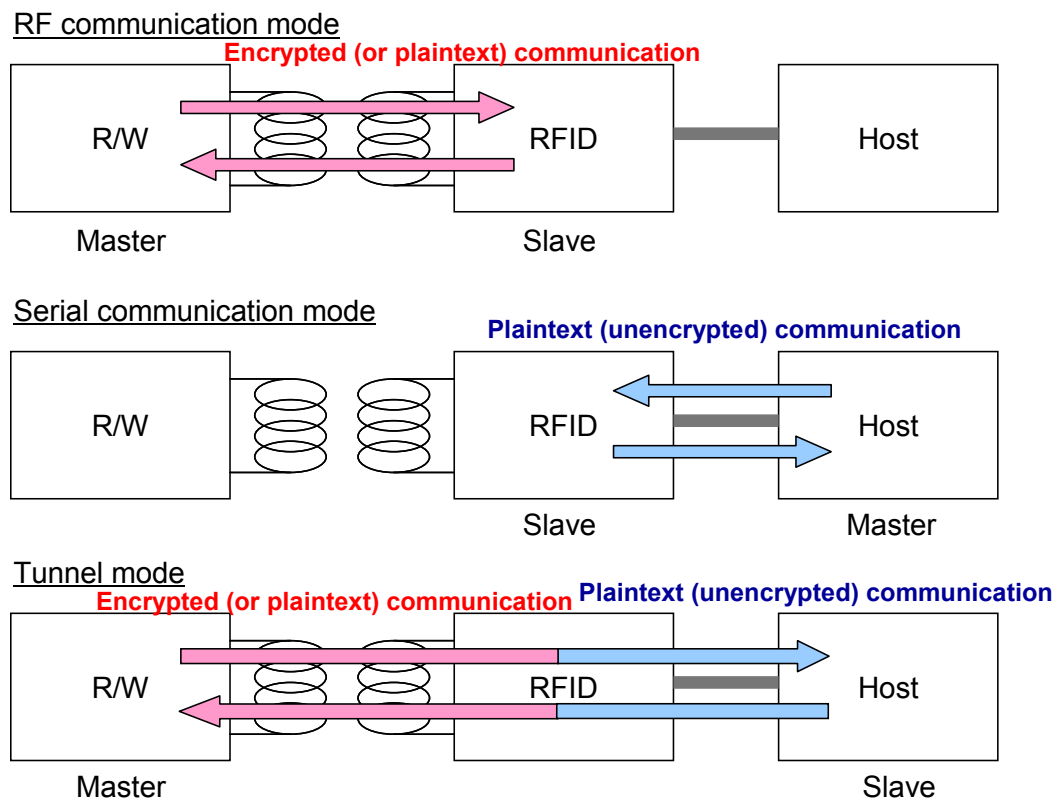 RF communication mode
Encrypted (or plaintext) communication
R/W
RFID
Host
Master
Slave
Serial communication mode
Plaintext (unencrypted) communication
R/W
RFID
Host
Slave
Master
Tunnel mode
Encrypted (or plaintext) communication
Plaintext (unencrypted) communication
R/W
RFID
Host
Master
Slave